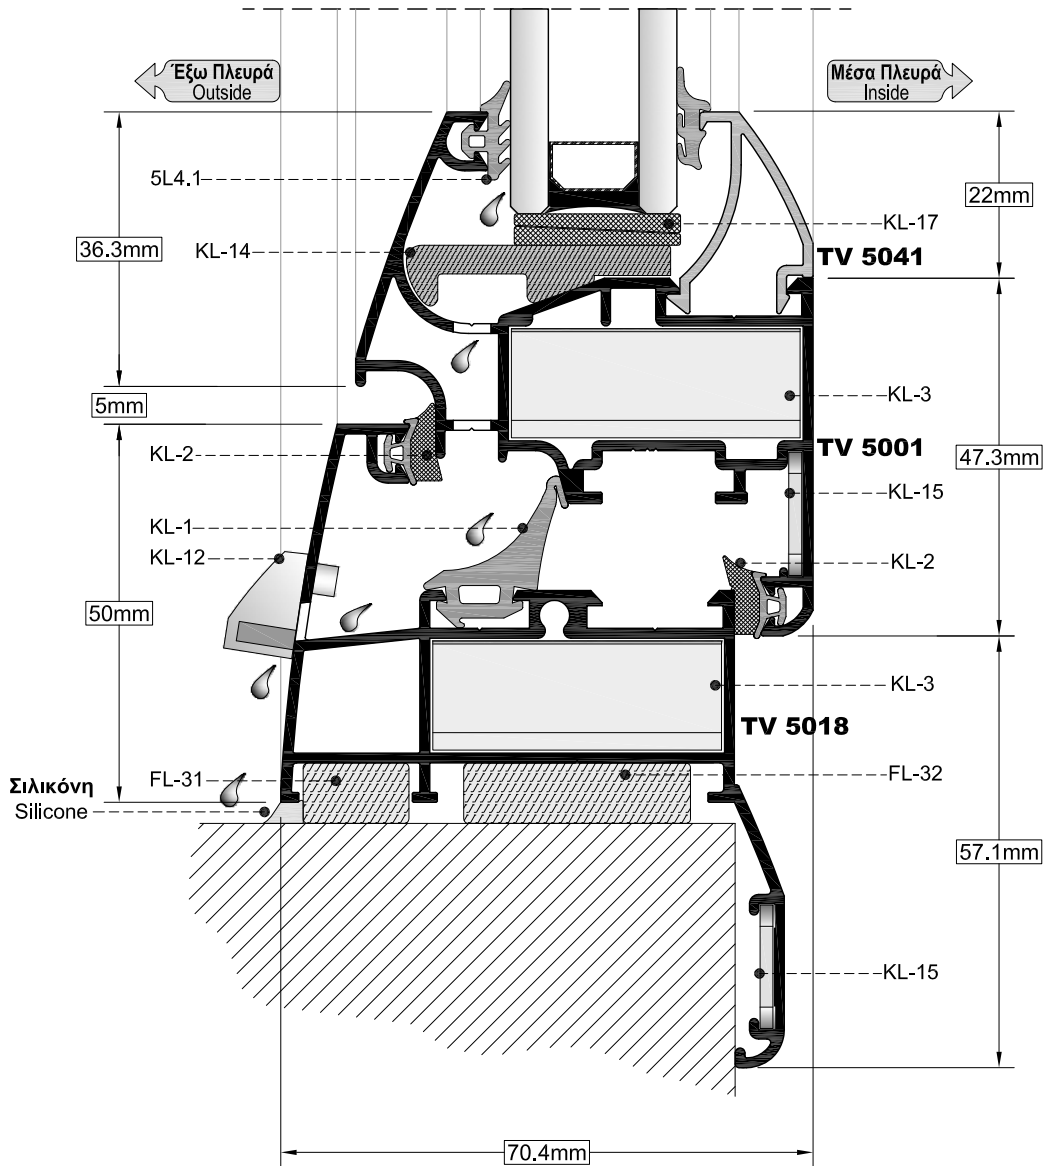 Έξω Πλευρά
Outside
Μέσα Πλευρά
Inside
5L4.1
22mm
KL-17
36.3mm
KL-14
TV 5041
KL-3
5mm
TV 5001
KL-2
47.3mm
KL-15
KL-1
KL-12
KL-2
50mm
KL-3
TV 5018
FL-31
FL-32
Σιλικόνη
Silicone
57.1mm
KL-15
70.4mm